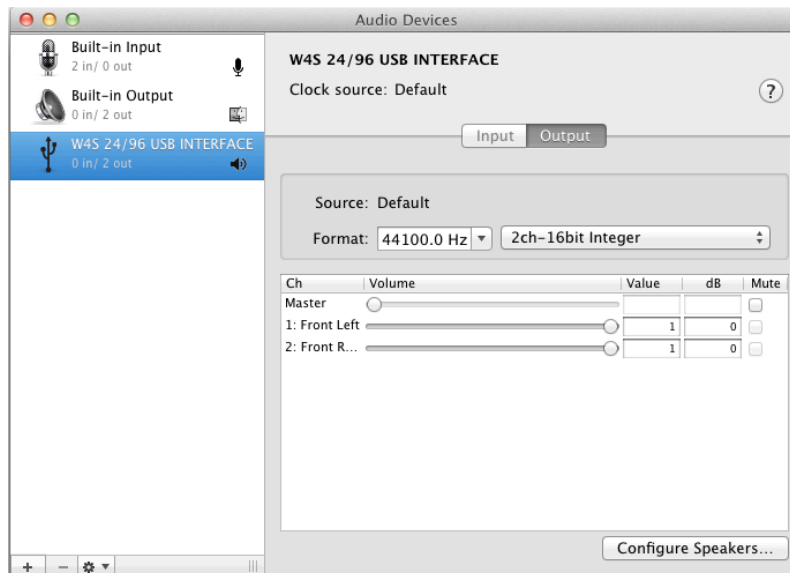 Audio Devices
Built-in Input
2 in/ 0 out
Built-in Output
0 in/ 2 out
W4S 24/96 USB INTERFACE
0 in/ 2 out
W4S 24/96 USB INTERFACE
Clock source: Default
?
Input Output
Source: Default
Format: 44100.0 Hz 2ch-16bit Integer
Ch Volume Value dB Mute
Master
1: Front Left 1 0
2: Front R... 1 0
Configure Speakers...